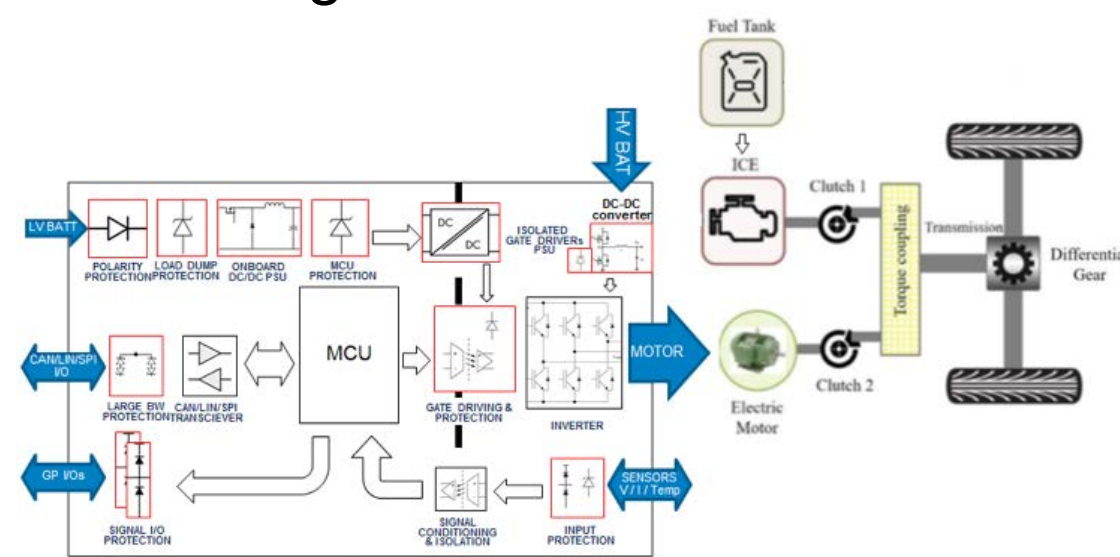 Fuel Tank
HV BAT
ICE
Clutch 1
DC-DC
converter
LV BATT
DC
DC
ISOLATED
GATE DRIVERs
PSU
Transmission
Torque coupling
Differentia
Gear
POLARITY
PROTECTION
LOAD DUMP
PROTECTION
ONBOARD
DC/DC PSU
MCU
PROTECTION
MCU
MOTOR
CAN/LIN/SPI
I/O
Clutch 2
LARGE BW
PROTECTION
CAN/LIN/SPI
TRANSCIEVER
GATE DRIVING &
PROTECTION
INVERTER
Electric
Motor
GP I/Os
SENSORS
V / I / Temp
SIGNAL I/O
PROTECTION
SIGNAL
CONDITIONING
& ISOLATION
INPUT
PROTECTION